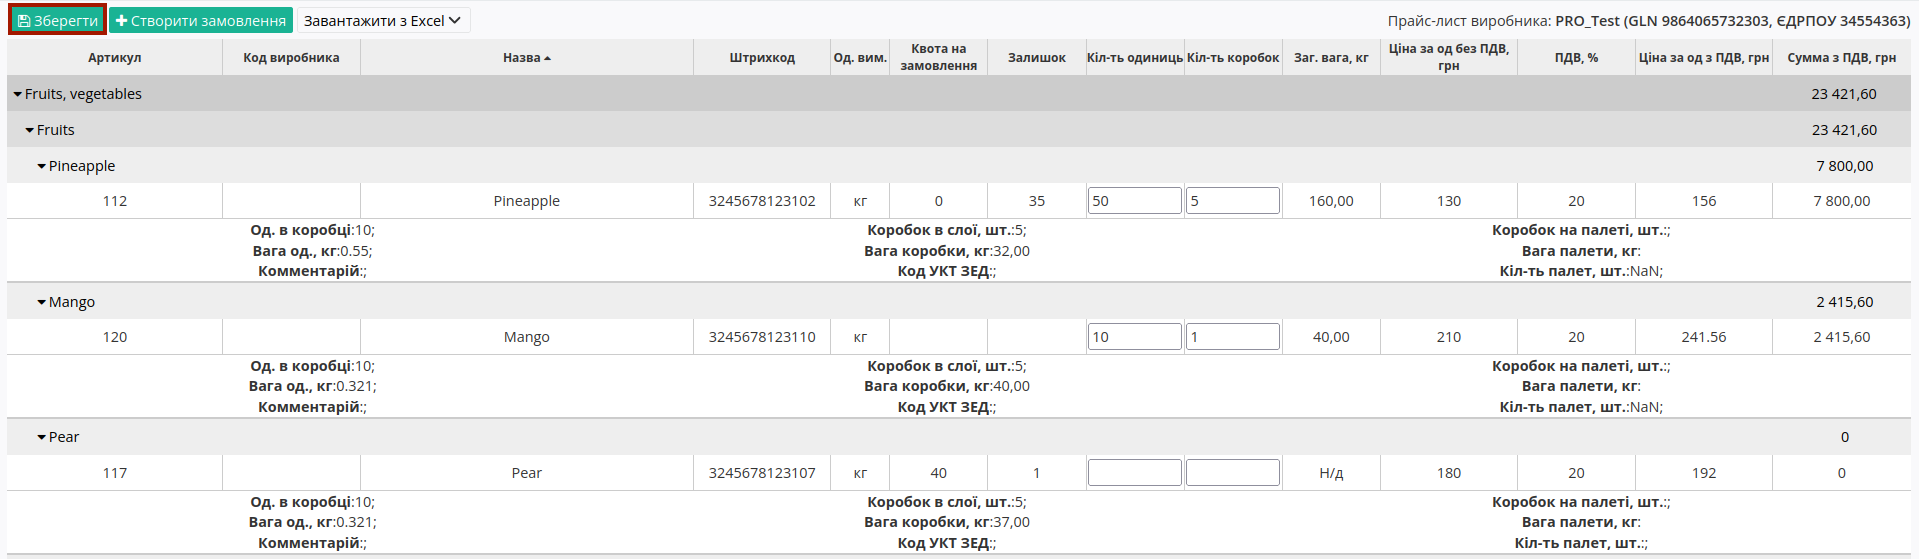 Зберегти Створити замовлення Завантажити з Excel Прайс-лист виробника: PRO_Test (GLN 9864065732303, ЄДРПОУ 34554363)
Артикул Код виробника Назва Штрихкод Од. вим. Квота на замовлення Залишок Кіл-ть одиниць Кіл-ть коробок Заг. вага, кг Ціна за од без ПДВ, грн ПДВ, % Ціна за од з ПДВ, грн Сумма з ПДВ, грн
Fruits, vegetables 23 421,60
Fruits 23 421,60
Pineapple 7 800,00
112 Pineapple 3245678123102 кг 0 35 50 5 160,00 130 20 156 7 800,00
Од. в коробці:10; Коробок в слої, шт.:5; Коробок на палеті, шт.:;
Вага од., кг:0.55; Вага коробки, кг:32,00 Вага палети, кг:
Комментарій:; Код УКТ ЗЕД:; Кіл-ть палет, шт.:NaN;
Mango 2 415,60
120 Mango 3245678123110 кг 10 1 40,00 210 20 241.56 2 415,60
Од. в коробці:10; Коробок в слої, шт.:5; Коробок на палеті, шт.:;
Вага од., кг:0.321; Вага коробки, кг:40,00 Вага палети, кг:
Комментарій:; Код УКТ ЗЕД:; Кіл-ть палет, шт.:NaN;
Pear 0
117 Pear 3245678123107 кг 40 1 Н/д 180 20 192 0
Од. в коробці:10; Коробок в слої, шт.:5; Коробок на палеті, шт.:;
Вага од., кг:0.321; Вага коробки, кг:37,00 Вага палети, кг:
Комментарій:; Код УКТ ЗЕД:; Кіл-ть палет, шт.:;